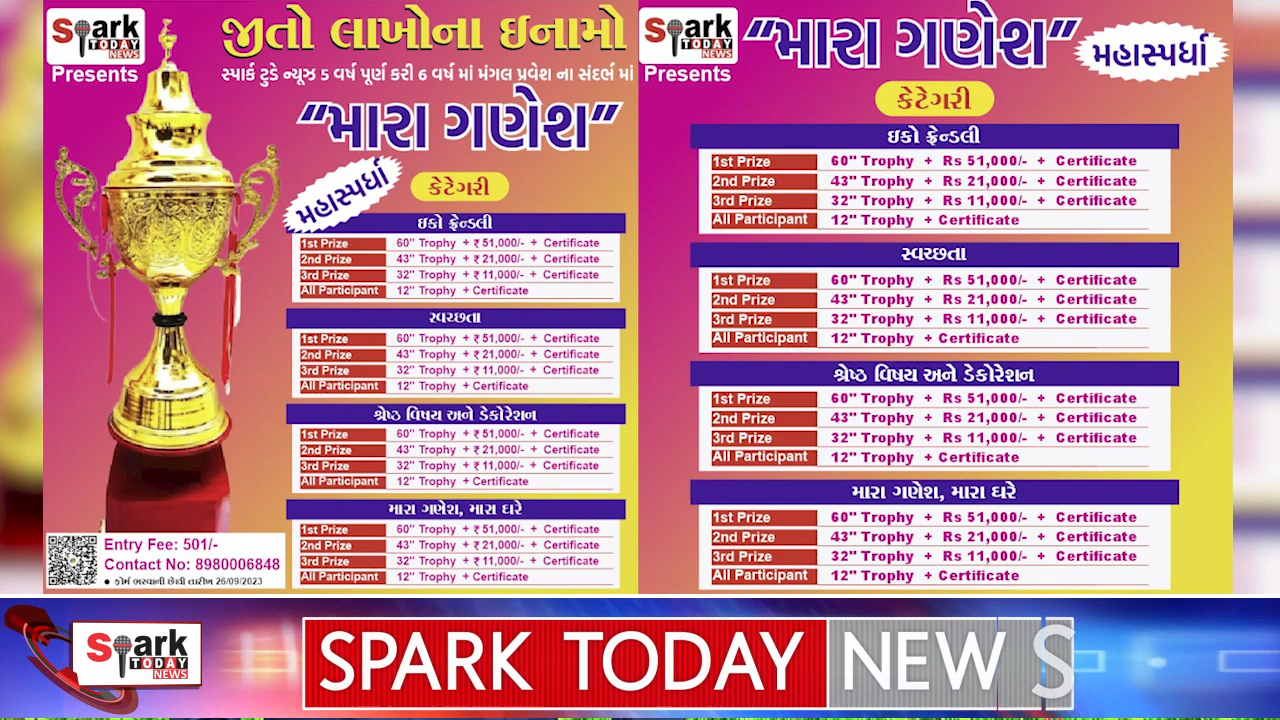 Spark
TODAY
NEWS
Presents
જીતો લાખોના ઇનામો
સ્પાર્ક ટુડે ન્યૂઝ 5 વર્ષ પૂર્ણ કરી 6 વર્ષ માં મંગલ પ્રવેશ ના સંદર્ભ માં
"મારા ગણેશ"
મહાસ્પર્ધા
કેટેગરી
ઇકો ફ્રેન્ડલી
1st Prize 60" Trophy + ₹ 51,000/- + Certificate
2nd Prize 43" Trophy + ₹ 21,000/- + Certificate
3rd Prize 32" Trophy + ₹ 11,000/- + Certificate
All Participant 12" Trophy + Certificate
સ્વચ્છતા
1st Prize 60" Trophy + ₹ 51,000/- + Certificate
2nd Prize 43" Trophy + ₹ 21,000/- + Certificate
3rd Prize 32" Trophy + ₹ 11,000/- + Certificate
All Participant 12" Trophy + Certificate
શ્રેષ્ઠ વિષય અને ડેકોરેશન
1st Prize 60" Trophy + ₹ 51,000/- + Certificate
2nd Prize 43" Trophy + ₹ 21,000/- + Certificate
3rd Prize 32" Trophy + ₹ 11,000/- + Certificate
All Participant 12" Trophy + Certificate
મારા ગણેશ, મારા ઘરે
1st Prize 60" Trophy + ₹ 51,000/- + Certificate
2nd Prize 43" Trophy + ₹ 21,000/- + Certificate
3rd Prize 32" Trophy + ₹ 11,000/- + Certificate
All Participant 12" Trophy + Certificate
Entry Fee: 501/-
Contact No: 8980006848
• ફોર્મ ભરવાની છેલ્લી તારીખ 26/09/2023
Spark
TODAY
NEWS
Presents
"મારા ગણેશ"
મહાસ્પર્ધા
કેટેગરી
ઇકો ફ્રેન્ડલી
1st Prize 60" Trophy + Rs 51,000/- + Certificate
2nd Prize 43" Trophy + Rs 21,000/- + Certificate
3rd Prize 32" Trophy + Rs 11,000/- + Certificate
All Participant 12" Trophy + Certificate
સ્વચ્છતા
1st Prize 60" Trophy + Rs 51,000/- + Certificate
2nd Prize 43" Trophy + Rs 21,000/- + Certificate
3rd Prize 32" Trophy + Rs 11,000/- + Certificate
All Participant 12" Trophy + Certificate
શ્રેષ્ઠ વિષય અને ડેકોરેશન
1st Prize 60" Trophy + Rs 51,000/- + Certificate
2nd Prize 43" Trophy + Rs 21,000/- + Certificate
3rd Prize 32" Trophy + Rs 11,000/- + Certificate
All Participant 12" Trophy + Certificate
મારા ગણેશ, મારા ઘરે
1st Prize 60" Trophy + Rs 51,000/- + Certificate
2nd Prize 43" Trophy + Rs 21,000/- + Certificate
3rd Prize 32" Trophy + Rs 11,000/- + Certificate
All Participant 12" Trophy + Certificate
Spark
TODAY
NEWS
SPARK TODAY NEWS